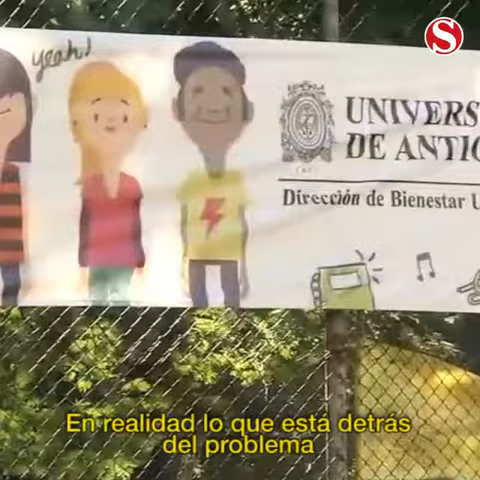 S
yeah!
UNIVERS
DE ANTIO
Dirección de Bienestar U
En realidad lo que está detrás
del problema